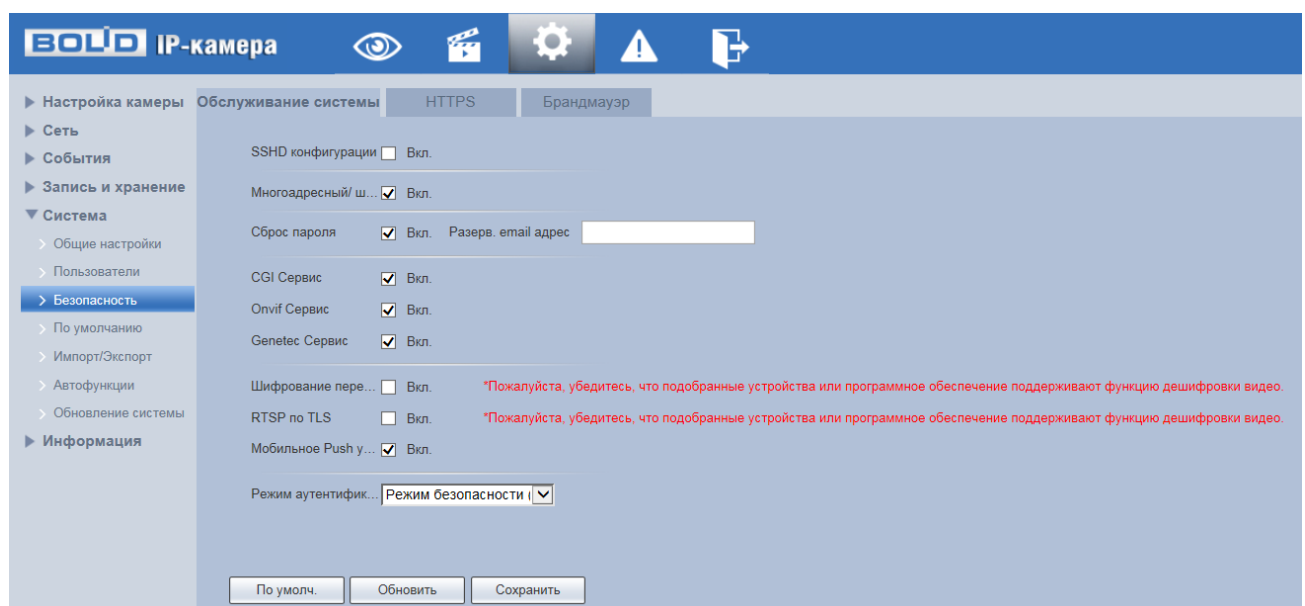 BOLID IP-камера
Настройка камеры
Сеть
События
Запись и хранение
Система
Общие настройки
Пользователи
Безопасность
По умолчанию
Импорт/Экспорт
Автофункции
Обновление системы
Информация
Обслуживание системы HTTPS Брандмауэр
SSHD конфигурации Вкл.
Многоадресный/ ш... Вкл.
Сброс пароля Вкл. Разерв. email адрес
CGI Сервис Вкл.
Onvif Сервис Вкл.
Genetec Сервис Вкл.
Шифрование пере... Вкл. *Пожалуйста, убедитесь, что подобранные устройства или программное обеспечение поддерживают функцию дешифровки видео.
RTSP по TLS Вкл. *Пожалуйста, убедитесь, что подобранные устройства или программное обеспечение поддерживают функцию дешифровки видео.
Мобильное Push у... Вкл.
Режим аутентифик... Режим безопасности (
По умолч. Обновить Сохранить